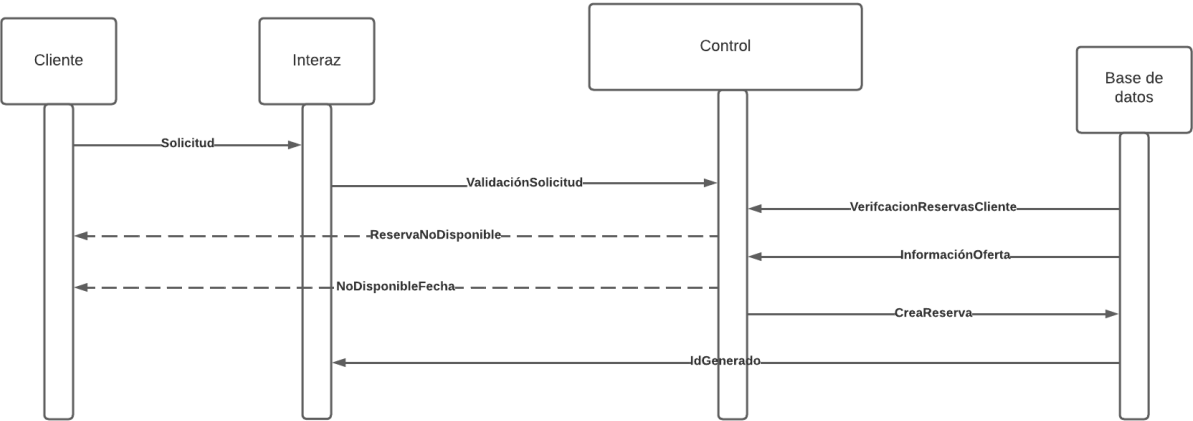 Cliente
Interaz
Control
Base de
datos
Solicitud
ValidaciónSolicitud
VerifcacionReservasCliente
ReservaNoDisponible
InformaciónOferta
NoDisponibleFecha
CreaReserva
IdGenerado